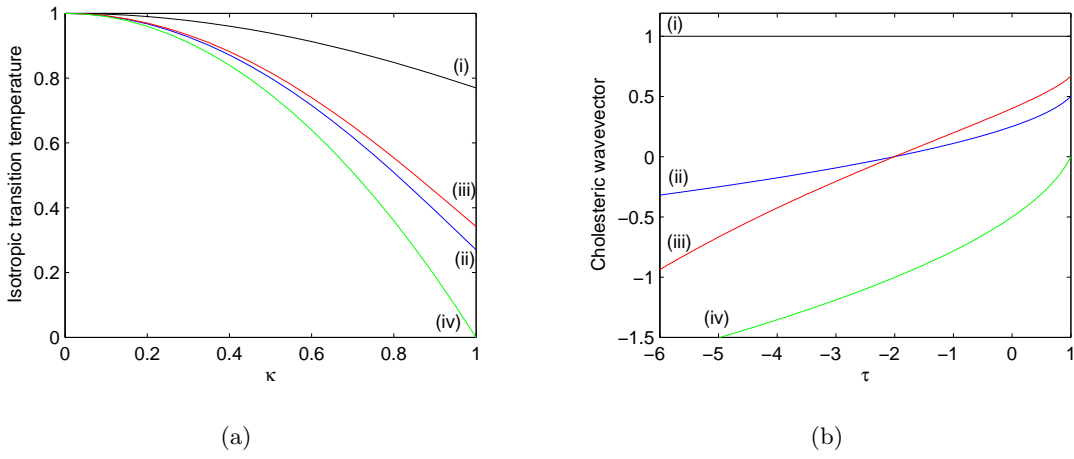 1
0.8
0.6
0.4
0.2
0
Isotropic transition temperature
(i)
(iii)
(ii)
(iv)
0
0.2
0.4
0.6
0.8
1
κ
(a)
1
0.5
0
−0.5
−1
−1.5
Cholesteric wavevector
(i)
(ii)
(iii)
(iv)
−6
−5
−4
−3
−2
−1
0
1
τ
(b)